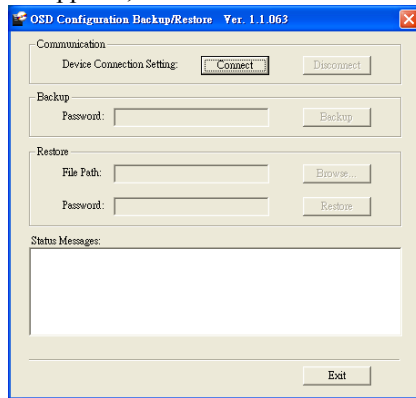 OSD Configuration Backup/Restore Ver. 1.1.063
Communication
Device Connection Setting: Connect Disconnect
Backup
Password: Backup
Restore
File Path: Browse...
Password: Restore
Status Messages:
Exit